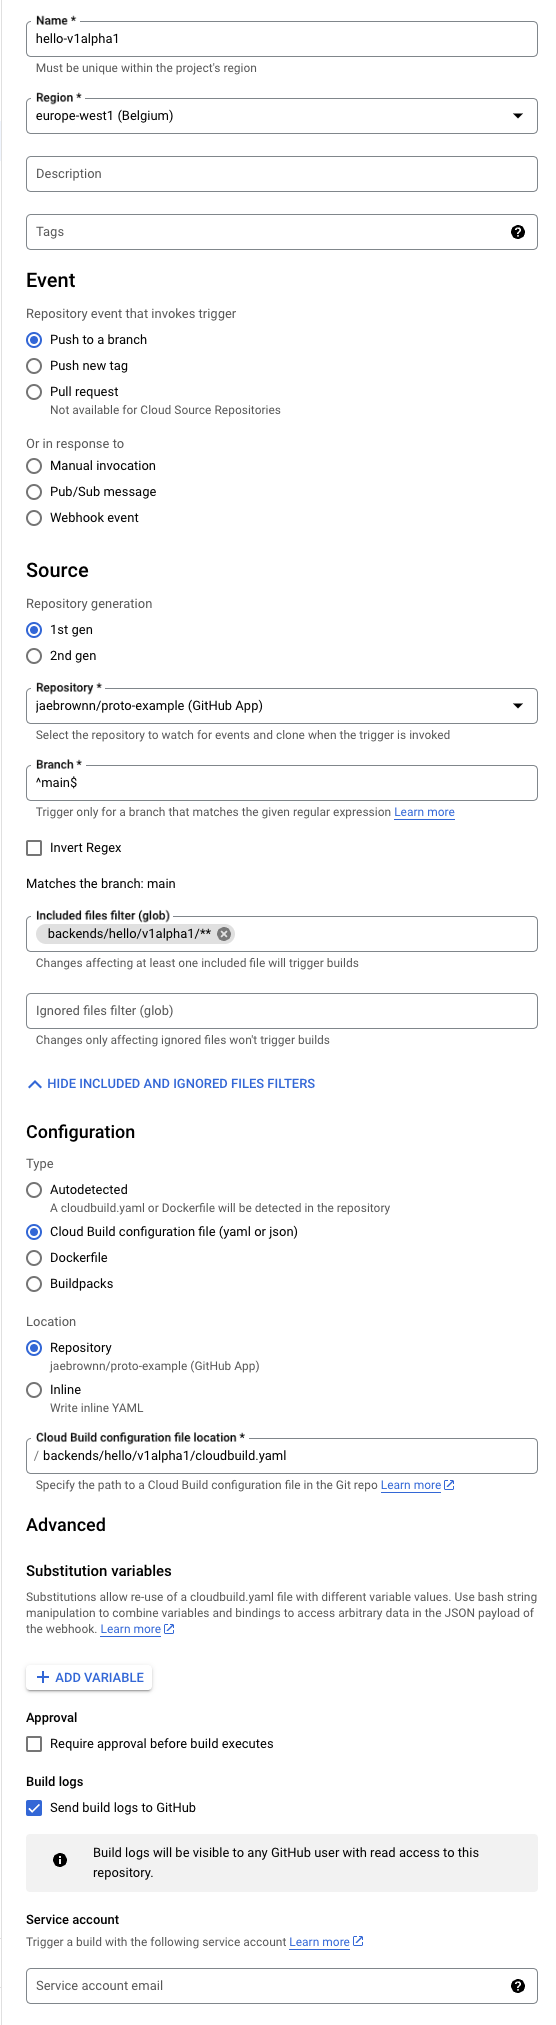 Name *
hello-v1alpha1
Must be unique within the project's region
Region *
europe-west1 (Belgium)
Description
Tags
Event
Repository event that invokes trigger
Push to a branch
Push new tag
Pull request
Not available for Cloud Source Repositories
Or in response to
Manual invocation
Pub/Sub message
Webhook event
Source
Repository generation
1st gen
2nd gen
Repository *
jaebrownn/proto-example (GitHub App)
Select the repository to watch for events and clone when the trigger is invoked
Branch *
^main$
Trigger only for a branch that matches the given regular expression Learn more
Invert Regex
Matches the branch: main
Included files filter (glob)
backends/hello/v1alpha1/**
Changes affecting at least one included file will trigger builds
Ignored files filter (glob)
Changes only affecting ignored files won't trigger builds
HIDE INCLUDED AND IGNORED FILES FILTERS
Configuration
Type
Autodetected
A cloudbuild.yaml or Dockerfile will be detected in the repository
Cloud Build configuration file (yaml or json)
Dockerfile
Buildpacks
Location
Repository
jaebrownn/proto-example (GitHub App)
Inline
Write inline YAML
Cloud Build configuration file location *
/ backends/hello/v1alpha1/cloudbuild.yaml
Specify the path to a Cloud Build configuration file in the Git repo Learn more
Advanced
Substitution variables
Substitutions allow re-use of a cloudbuild.yaml file with different variable values. Use bash string
manipulation to combine variables and bindings to access arbitrary data in the JSON payload of
the webhook. Learn more
ADD VARIABLE
Approval
Require approval before build executes
Build logs
Send build logs to GitHub
Build logs will be visible to any GitHub user with read access to this
repository.
Service account
Trigger a build with the following service account Learn more
Service account email